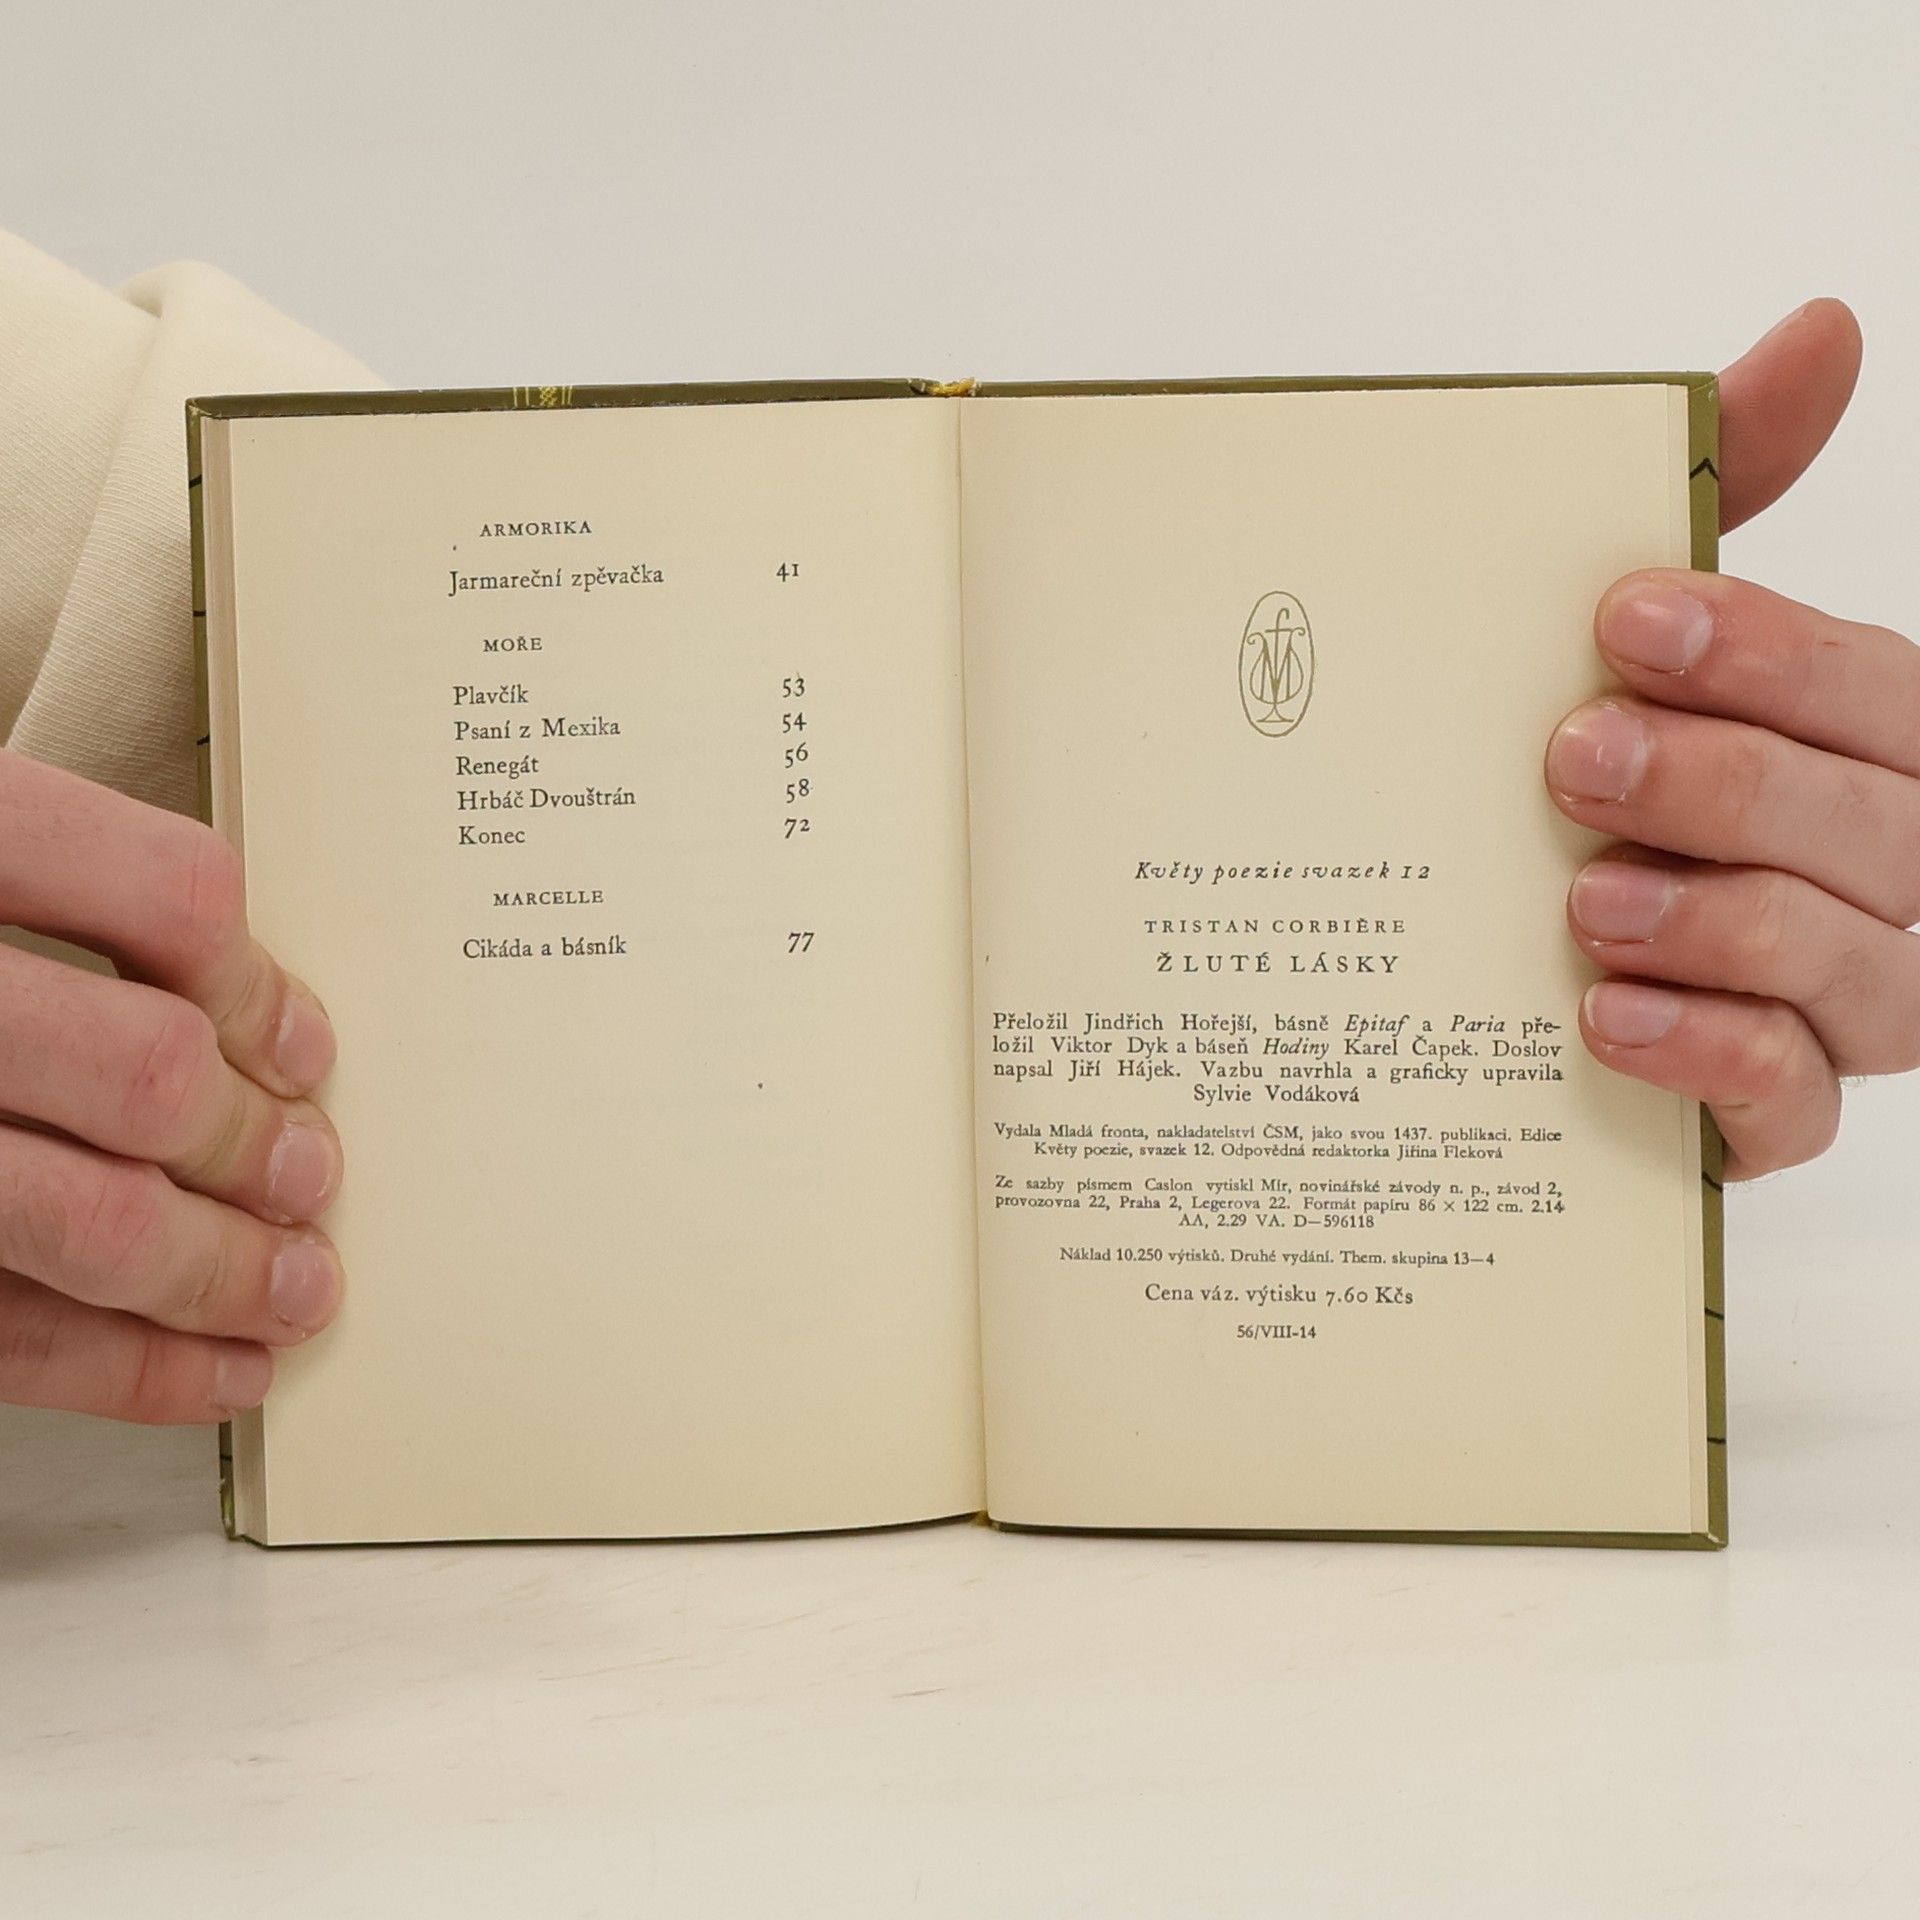 ARMORIKA
Jarmareční zpěvačka 41
MOŘE
Plavčík 53
Psaní z Mexika 54
Renegát 56
Hrbáč Dvouštrán 58
Konec 72
MARCELLE
Cikáda a básník 77
Květy poezie svazek 12
TRISTAN CORBIÈRE
ŽLUTÉ LÁSKY
Přeložil Jindřich Hořejší, básně Epitaf a Paria pře-
ložil Viktor Dyk a báseň Hodiny Karel Čapek. Doslov
napsal Jiří Hájek. Vazbu navrhla a graficky upravila
Sylvie Vodáková
Vydala Mladá fronta, nakladatelství ČSM, jako svou 1437. publikaci. Edice
Květy poezie, svazek 12. Odpovědná redaktorka Jiřina Fleková
Ze sazby písmem Caslon vytiskl Mír, novinářské závody n. p., závod 2,
provozovna 22, Praha 2, Legerova 22. Formát papíru 86 × 122 cm. 2.14
AA, 2.29 VA. D—596118
Náklad 10.250 výtisků. Druhé vydání. Them. skupina 13—4
Cena váz. výtisku 7.60 Kčs
56/VIII-14